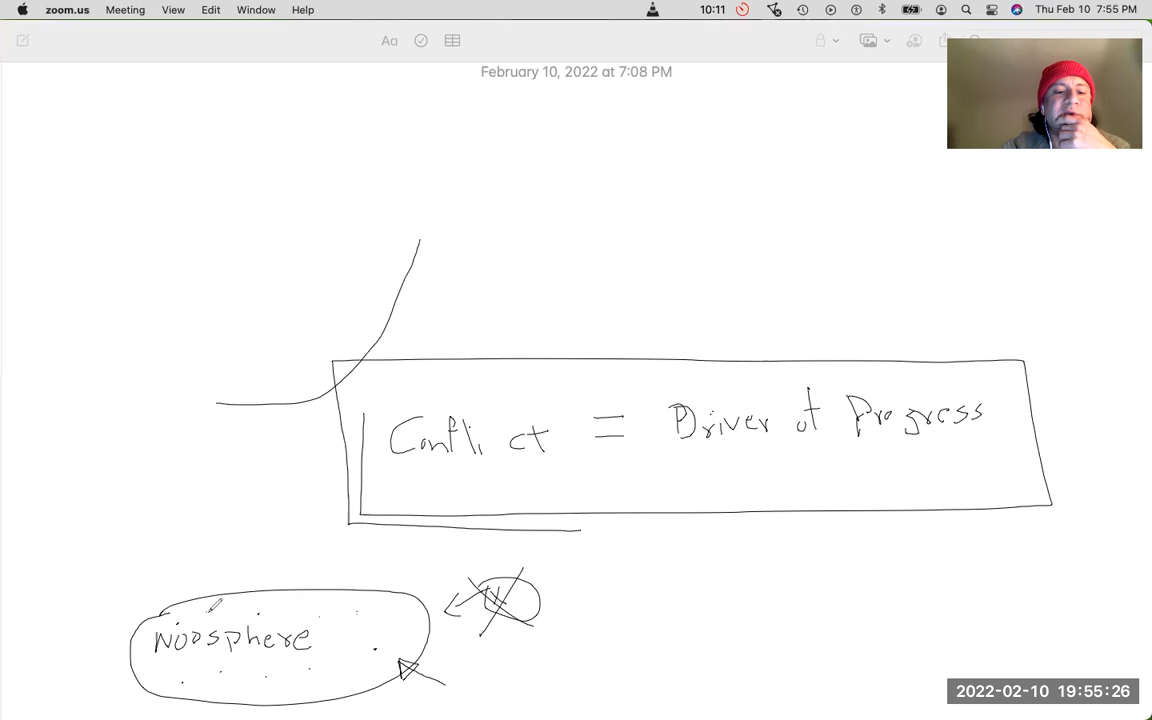 zoom.us Meeting View Edit Window Help 10:11 Thu Feb 10 7:55 PM
Aa
February 10, 2022 at 7:08 PM
Conflict = Driver of Progress
Noosphere
2022-02-10 19:55:26